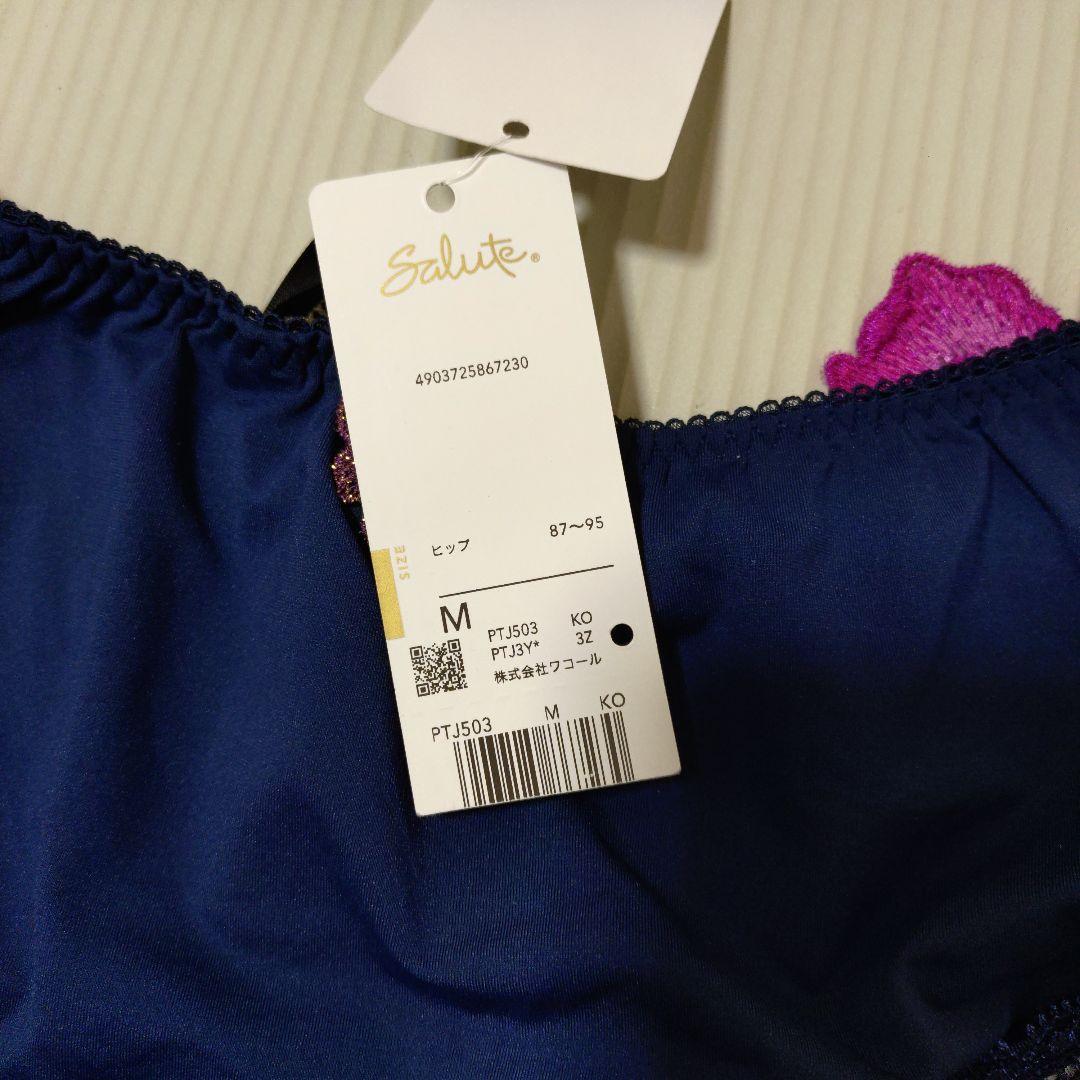 Salute®
4903725867230
SIZE
ヒップ 87〜95
M
PTJ503 KO
PTJ3Y* 3Z
株式会社ワコール
PTJ503 M KO